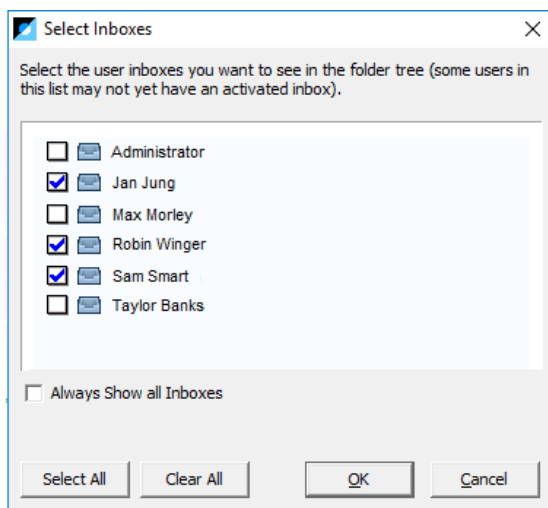 Select Inboxes
Select the user inboxes you want to see in the folder tree (some users in
this list may not yet have an activated inbox).
Administrator
Jan Jung
Max Morley
Robin Winger
Sam Smart
Taylor Banks
Always Show all Inboxes
Select All Clear All OK Cancel